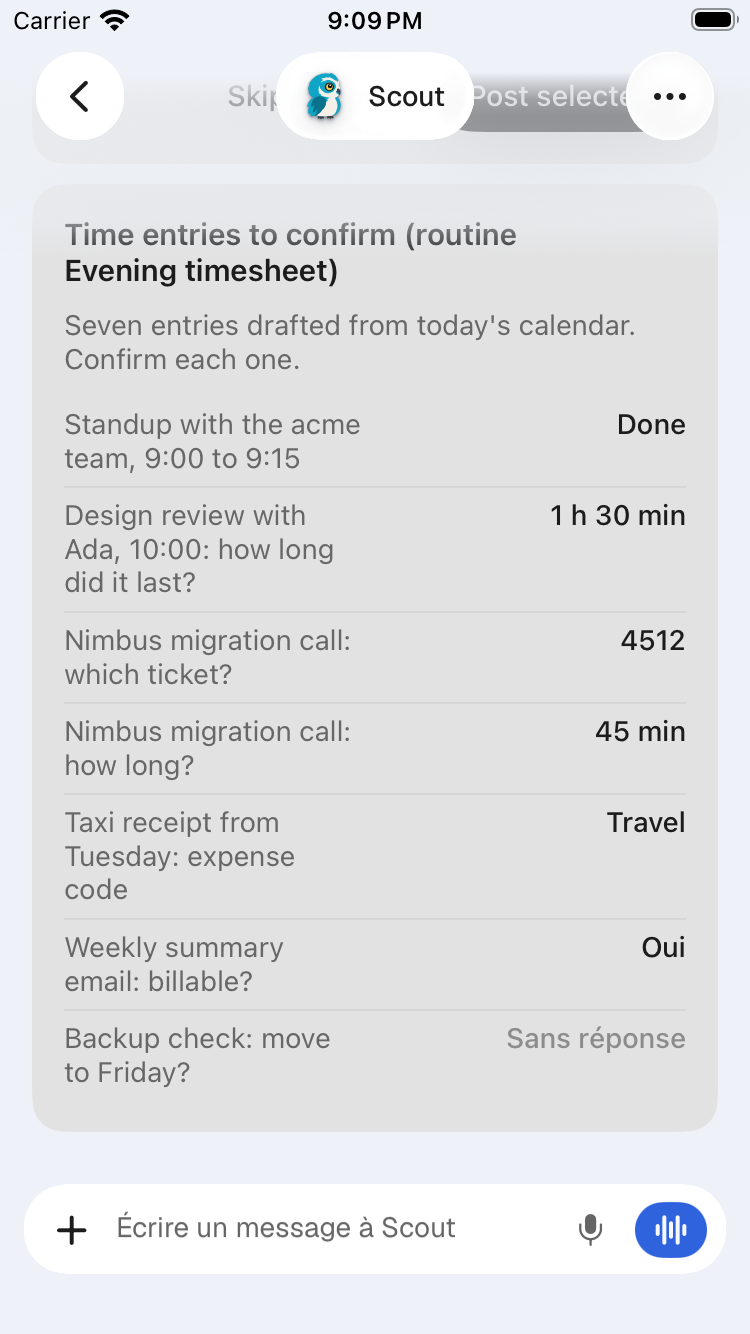 Carrier
9:09 PM
Scout
Post selecte
Time entries to confirm (routine
Evening timesheet)
Seven entries drafted from today's calendar.
Confirm each one.
Standup with the acme
team, 9:00 to 9:15
Done
Design review with
Ada, 10:00: how long
did it last?
1 h 30 min
Nimbus migration call:
which ticket?
4512
Nimbus migration call:
how long?
45 min
Taxi receipt from
Tuesday: expense
code
Travel
Weekly summary
email: billable?
Oui
Backup check: move
to Friday?
Sans réponse
Écrire un message à Scout